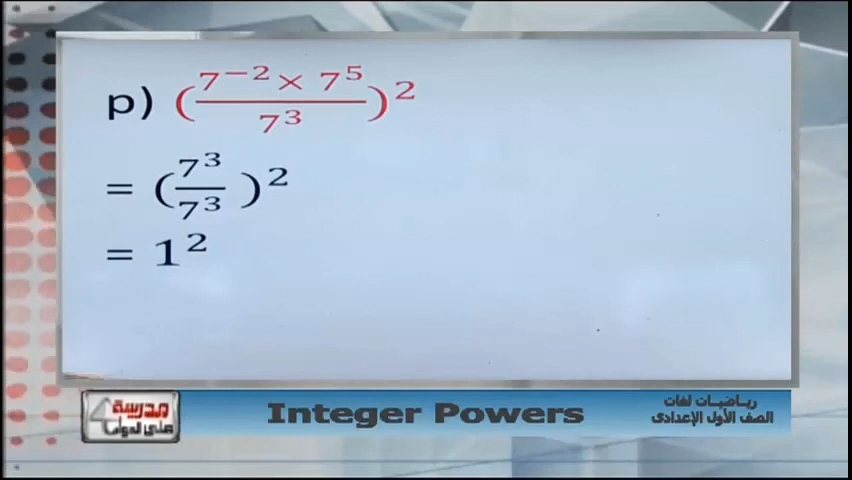 p) (7⁻² × 7⁵ / 7³)²
= (7³ / 7³)²
= 1²
مدرسة
على الهواء
Integer Powers
رياضيات لغات
الصف الأول الإعدادى